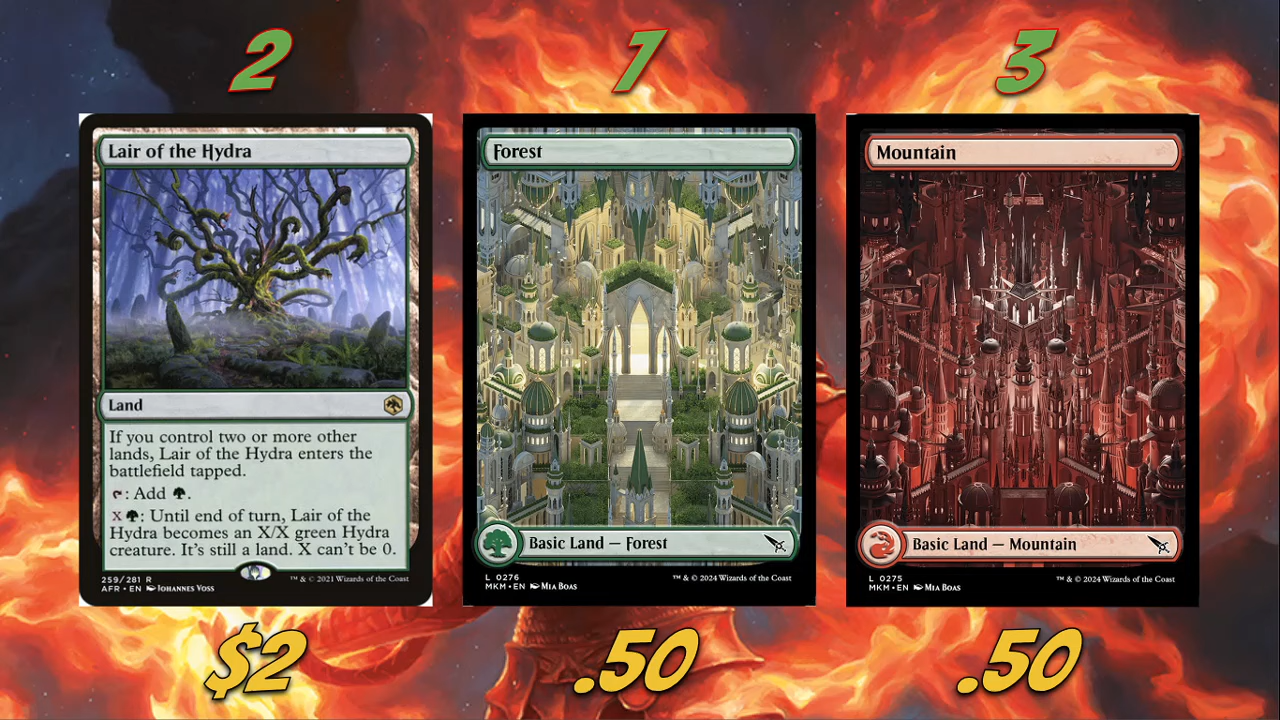 2
1
3
Lair of the Hydra
Land
If you control two or more other
lands, Lair of the Hydra enters the
battlefield tapped.
: Add .
X : Until end of turn, Lair of the
Hydra becomes an X/X green Hydra
creature. It's still a land. X can't be 0.
259/281 R
AFR • EN Johannes Voss
™ & © 2021 Wizards of the Coast
Forest
Basic Land — Forest
L 0276
MKM • EN Mia Boas
™ & © 2024 Wizards of the Coast
Mountain
Basic Land — Mountain
L 0275
MKM • EN Mia Boas
™ & © 2024 Wizards of the Coast
$2
.50
.50